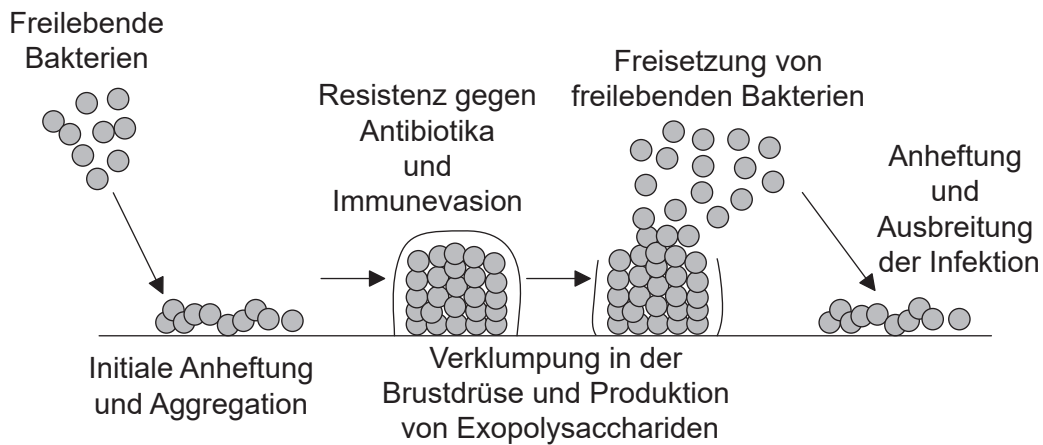 Freilebende
Bakterien
Resistenz gegen
Antibiotika
und
Immunevasion
Freisetzung von
freilebenden Bakterien
Anheftung
und
Ausbreitung
der Infektion
Initiale Anheftung
und Aggregation
Verklumpung in der
Brustdrüse und Produktion
von Exopolysacchariden